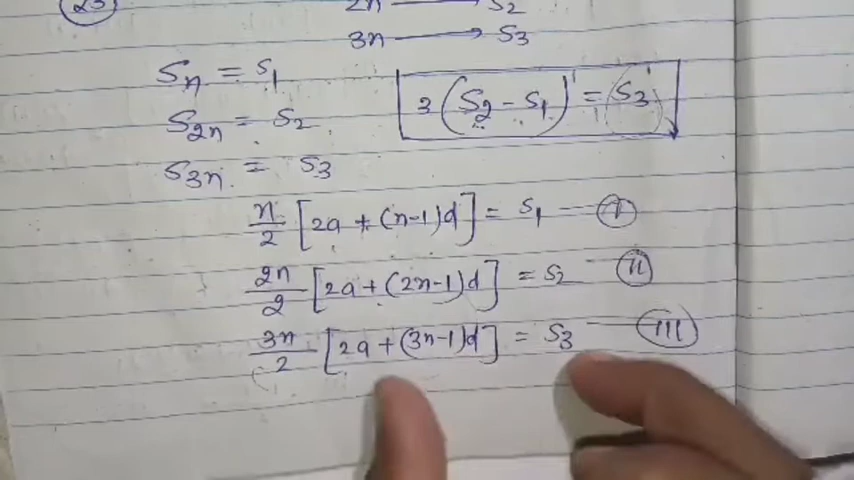 23
2n → S2
3n → S3
Sn = S1
3(S2 - S1) = S3
S2n = S2
S3n = S3
n/2 [2a + (n-1)d] = S1 — I
2n/2 [2a + (2n-1)d] = S2 — II
3n/2 [2a + (3n-1)d] = S3 — III